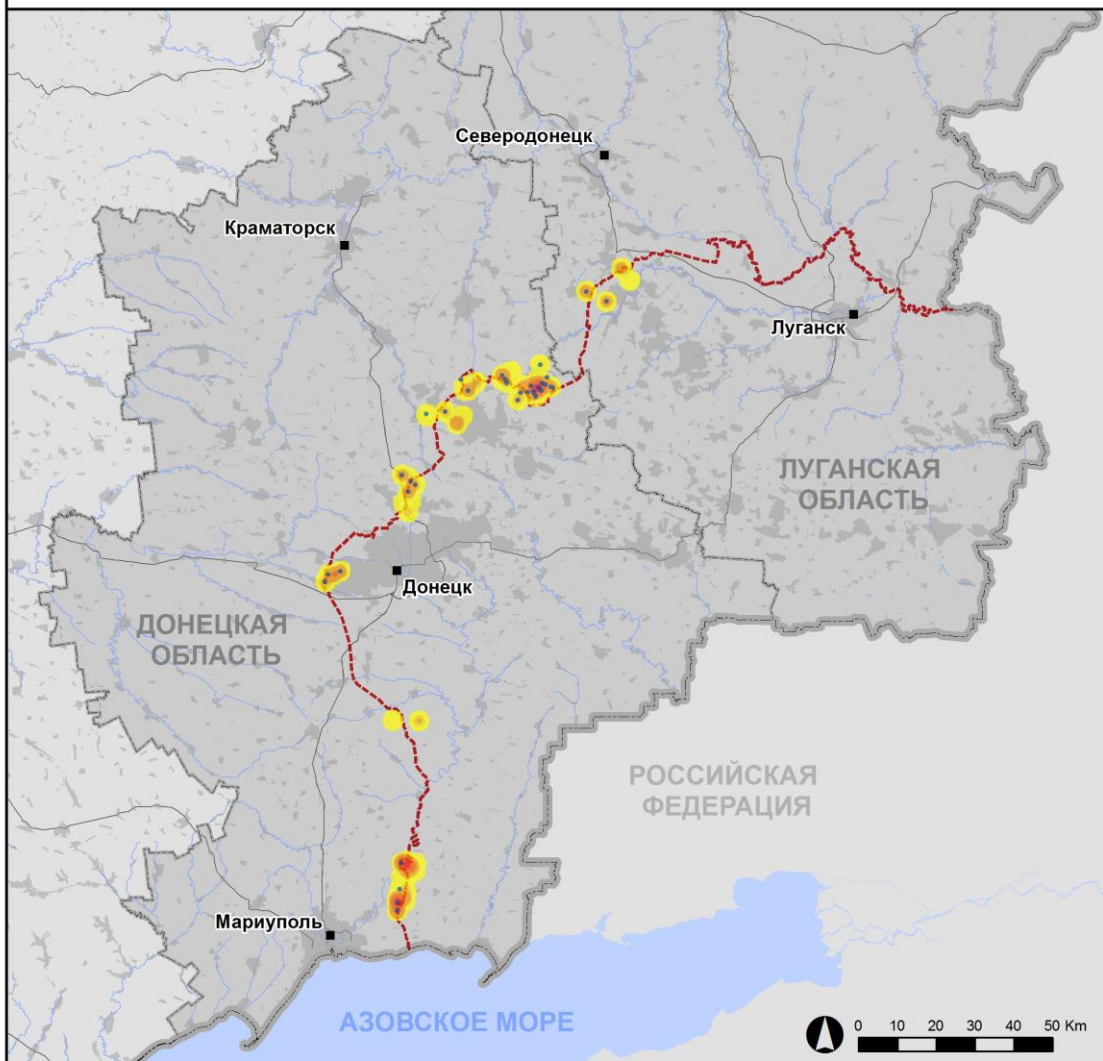 Северодонецк
Краматорск
Луганск
ЛУГАНСКАЯ
ОБЛАСТЬ
Донецк
ДОНЕЦКАЯ
ОБЛАСТЬ
РОССИЙСКАЯ
ФЕДЕРАЦИЯ
Мариуполь
АЗОВСКОЕ МОРЕ
0 10 20 30 40 50 Km